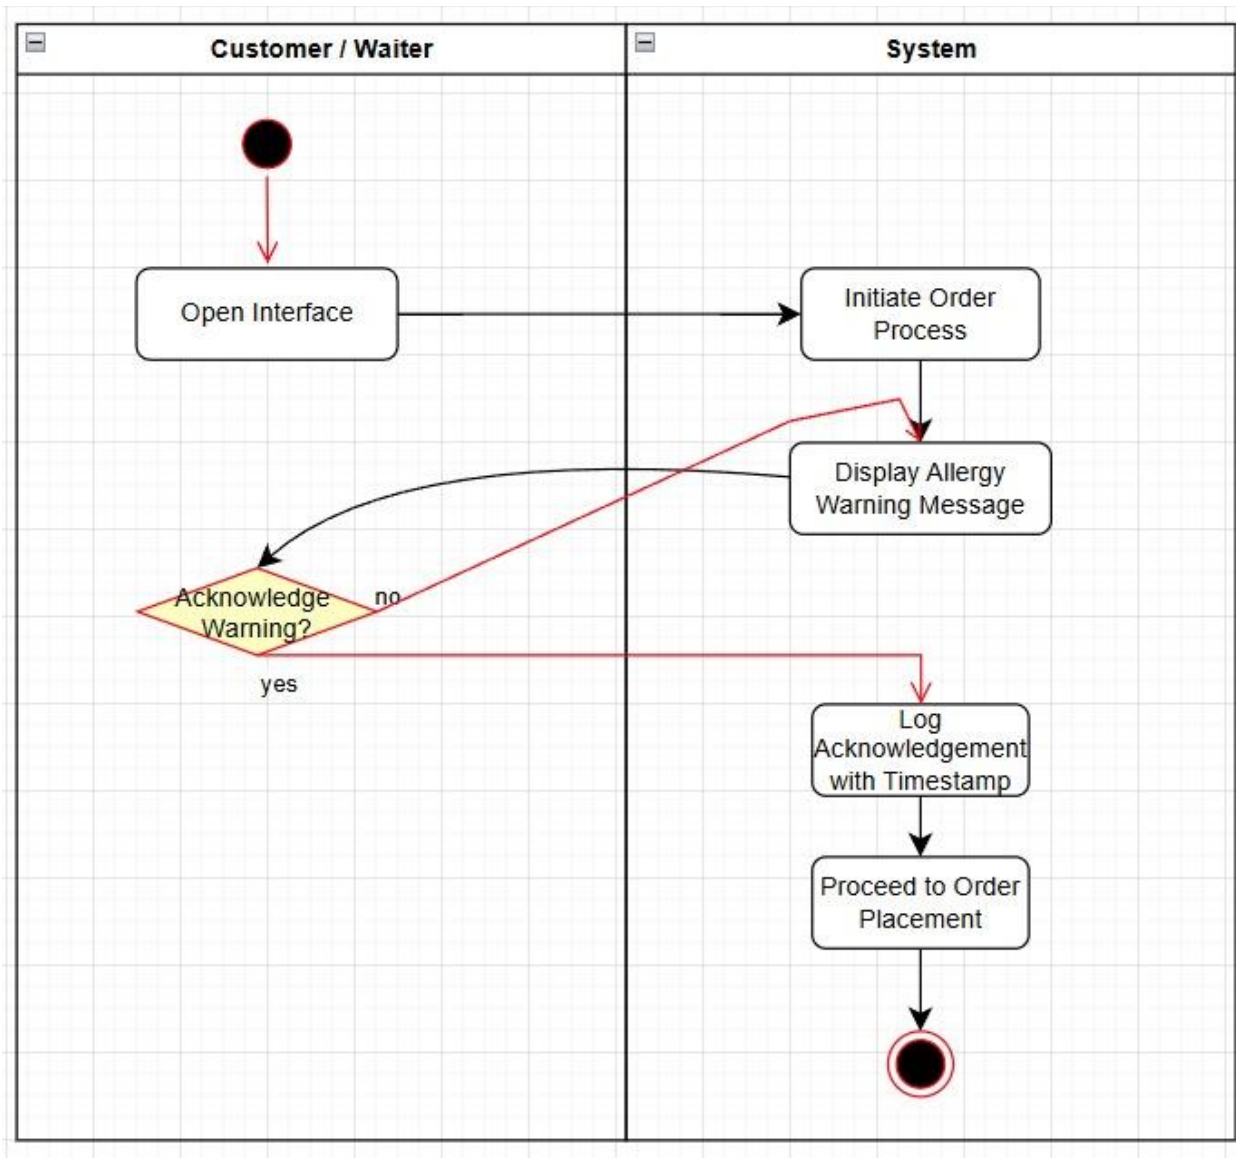 Customer / Waiter
System
Open Interface
Initiate Order
Process
Display Allergy
Warning Message
Acknowledge
Warning?
no
yes
Log
Acknowledgement
with Timestamp
Proceed to Order
Placement